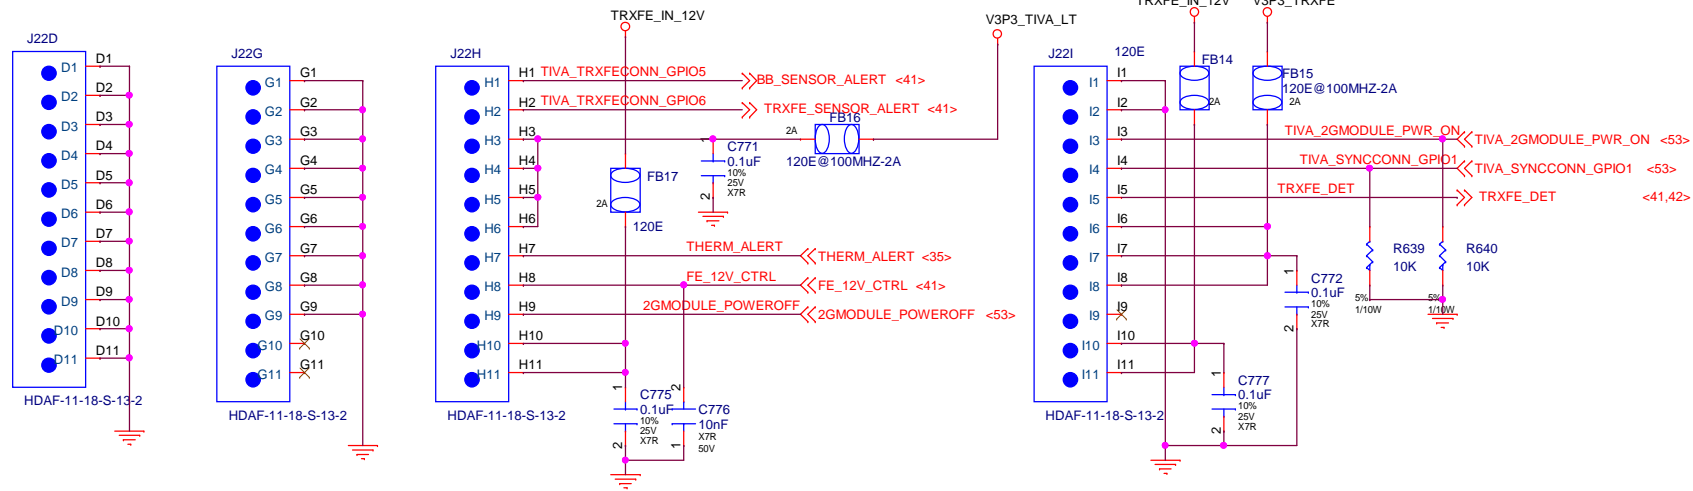 TRXFE_IN_12V
V3P3_TIVA_LT
TRXFE_IN_12V
V3P3_TRXFE
J22D
D1 D1
D2 D2
D3 D3
D4 D4
D5 D5
D6 D6
D7 D7
D8 D8
D9 D9
D10 D10
D11 D11
HDAF-11-18-S-13-2
J22G
G1 G1
G2 G2
G3 G3
G4 G4
G5 G5
G6 G6
G7 G7
G8 G8
G9 G9
G10 G10
G11 G11
HDAF-11-18-S-13-2
J22H
H1 H1 TIVA_TRXFECONN_GPIO5 BB_SENSOR_ALERT <41>
H2 H2 TIVA_TRXFECONN_GPIO6 TRXFE_SENSOR_ALERT <41>
H3 H3
H4 H4
H5 H5
H6 H6
H7 H7 THERM_ALERT THERM_ALERT <35>
H8 H8 FE_12V_CTRL FE_12V_CTRL <41>
H9 H9 2GMODULE_POWEROFF 2GMODULE_POWEROFF <53>
H10 H10
H11 H11
HDAF-11-18-S-13-2
FB16
2A
120E@100MHZ-2A
1
C771
0.1uF
10%
25V
X7R
2
FB17
2A
120E
1
C775
0.1uF
10%
25V
X7R
2
2
C776
10nF
X7R
50V
1
J22I
120E
I1 I1
I2 I2
I3 I3 TIVA_2GMODULE_PWR_ON TIVA_2GMODULE_PWR_ON <53>
I4 I4 TIVA_SYNCCONN_GPIO1 TIVA_SYNCCONN_GPIO1 <53>
I5 I5 TRXFE_DET TRXFE_DET <41,42>
I6 I6
I7 I7
I8 I8
I9 I9
I10 I10
I11 I11
HDAF-11-18-S-13-2
FB14
2A
FB15
120E@100MHZ-2A
2A
1
C772
0.1uF
10%
25V
X7R
2
1
C777
0.1uF
10%
25V
X7R
2
R639
10K
5%
1/10W
R640
10K
5%
1/10W